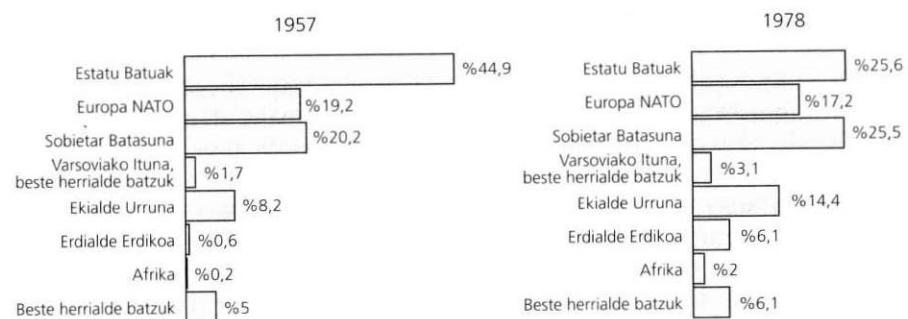 1957
Estatu Batuak %44,9
Europa NATO %19,2
Sobietar Batasuna %20,2
Varsoviako Ituna,
beste herrialde batzuk %1,7
Ekialde Urruna %8,2
Erdialde Erdikoa %0,6
Afrika %0,2
Beste herrialde batzuk %5
1978
Estatu Batuak %25,6
Europa NATO %17,2
Sobietar Batasuna %25,5
Varsoviako Ituna,
beste herrialde batzuk %3,1
Ekialde Urruna %14,4
Erdialde Erdikoa %6,1
Afrika %2
Beste herrialde batzuk %6,1